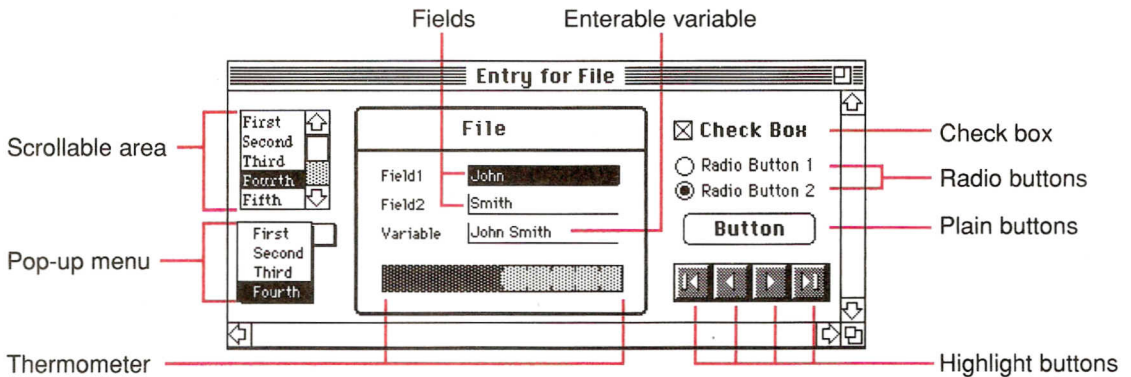 Fields
Enterable variable
Entry for File
Scrollable area
First
Second
Third
Fourth
Fifth
Pop-up menu
First
Second
Third
Fourth
File
Field1
John
Field2
Smith
Variable
John Smith
Thermometer
Check Box
Radio Button 1
Radio Button 2
Button
Check box
Radio buttons
Plain buttons
Highlight buttons